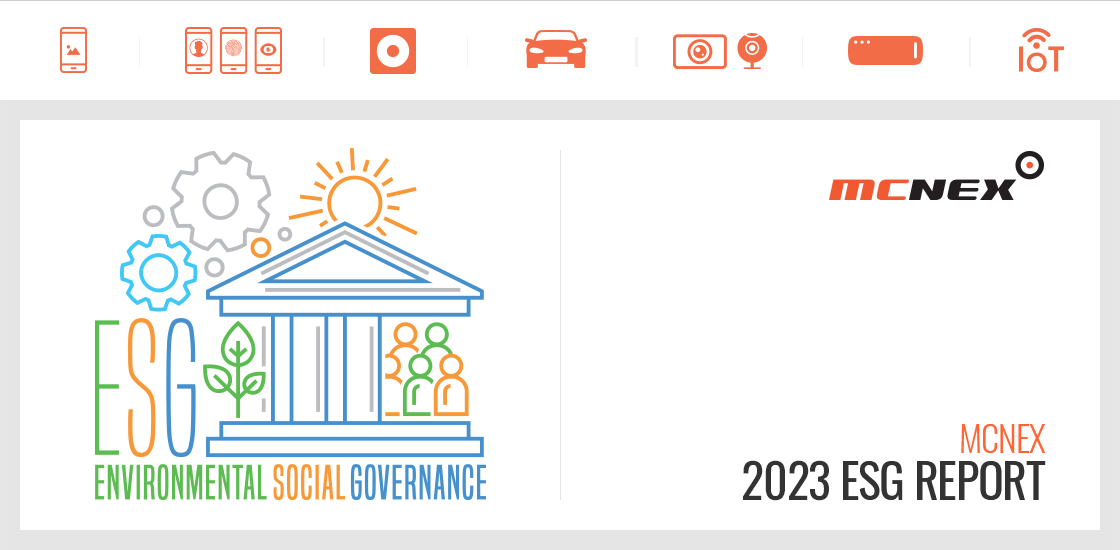 IoT
MCNEX
ESG
ENVIRONMENTAL SOCIAL GOVERNANCE
MCNEX
2023 ESG REPORT